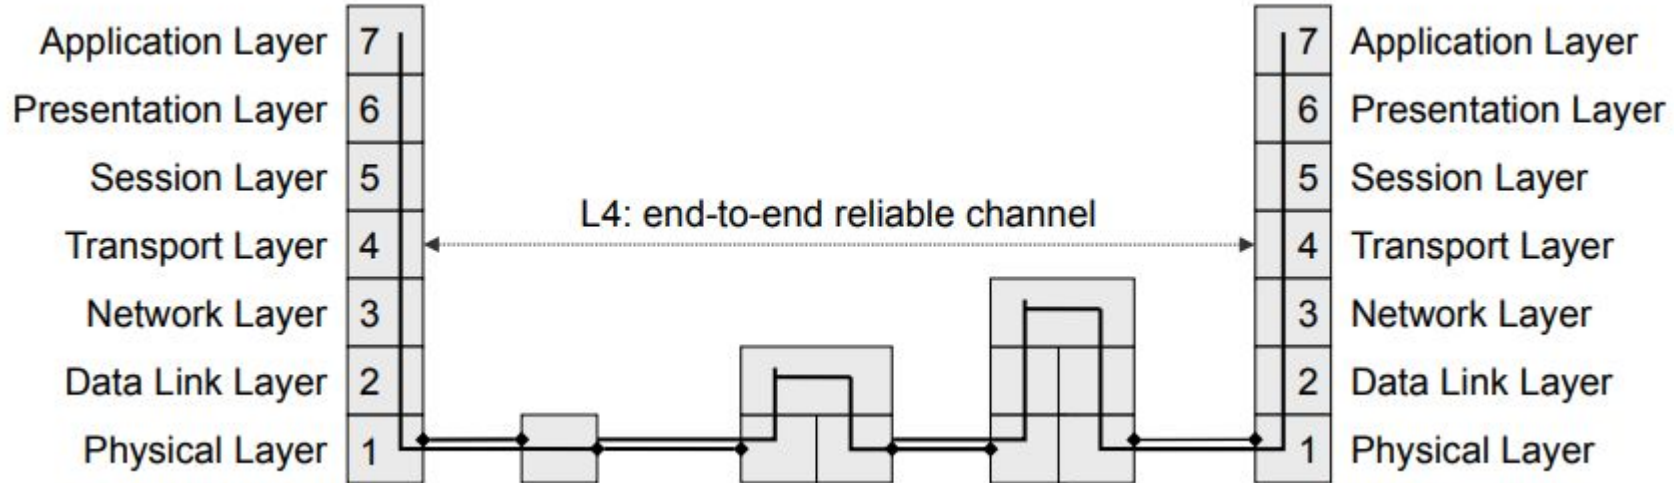 Application Layer 7 7 Application Layer
Presentation Layer 6 6 Presentation Layer
Session Layer 5 5 Session Layer
L4: end-to-end reliable channel
Transport Layer 4 4 Transport Layer
Network Layer 3 3 Network Layer
Data Link Layer 2 2 Data Link Layer
Physical Layer 1 1 Physical Layer